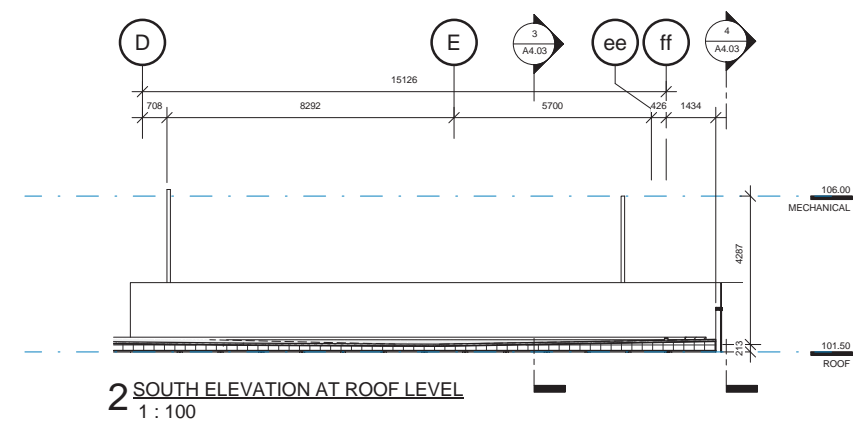 3
4
D
E
A4.03
ee
ff
A4.03
15126
708
8292
5700
426
1434
106.00
MECHANICAL
4287
213
101.50
ROOF
2 SOUTH ELEVATION AT ROOF LEVEL
1 : 100